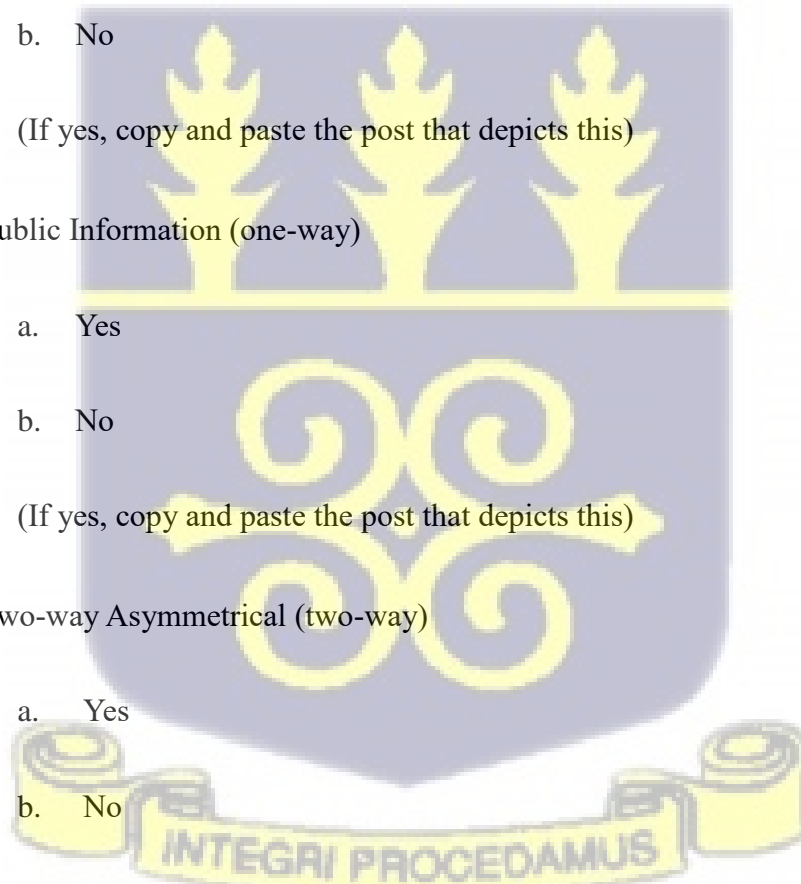 b. No
(If yes, copy and paste the post that depicts this)
ublic Information (one-way)
a. Yes
b. No
(If yes, copy and paste the post that depicts this)
wo-way Asymmetrical (two-way)
a. Yes
b. No
INTEGRI PROCEDAMUS